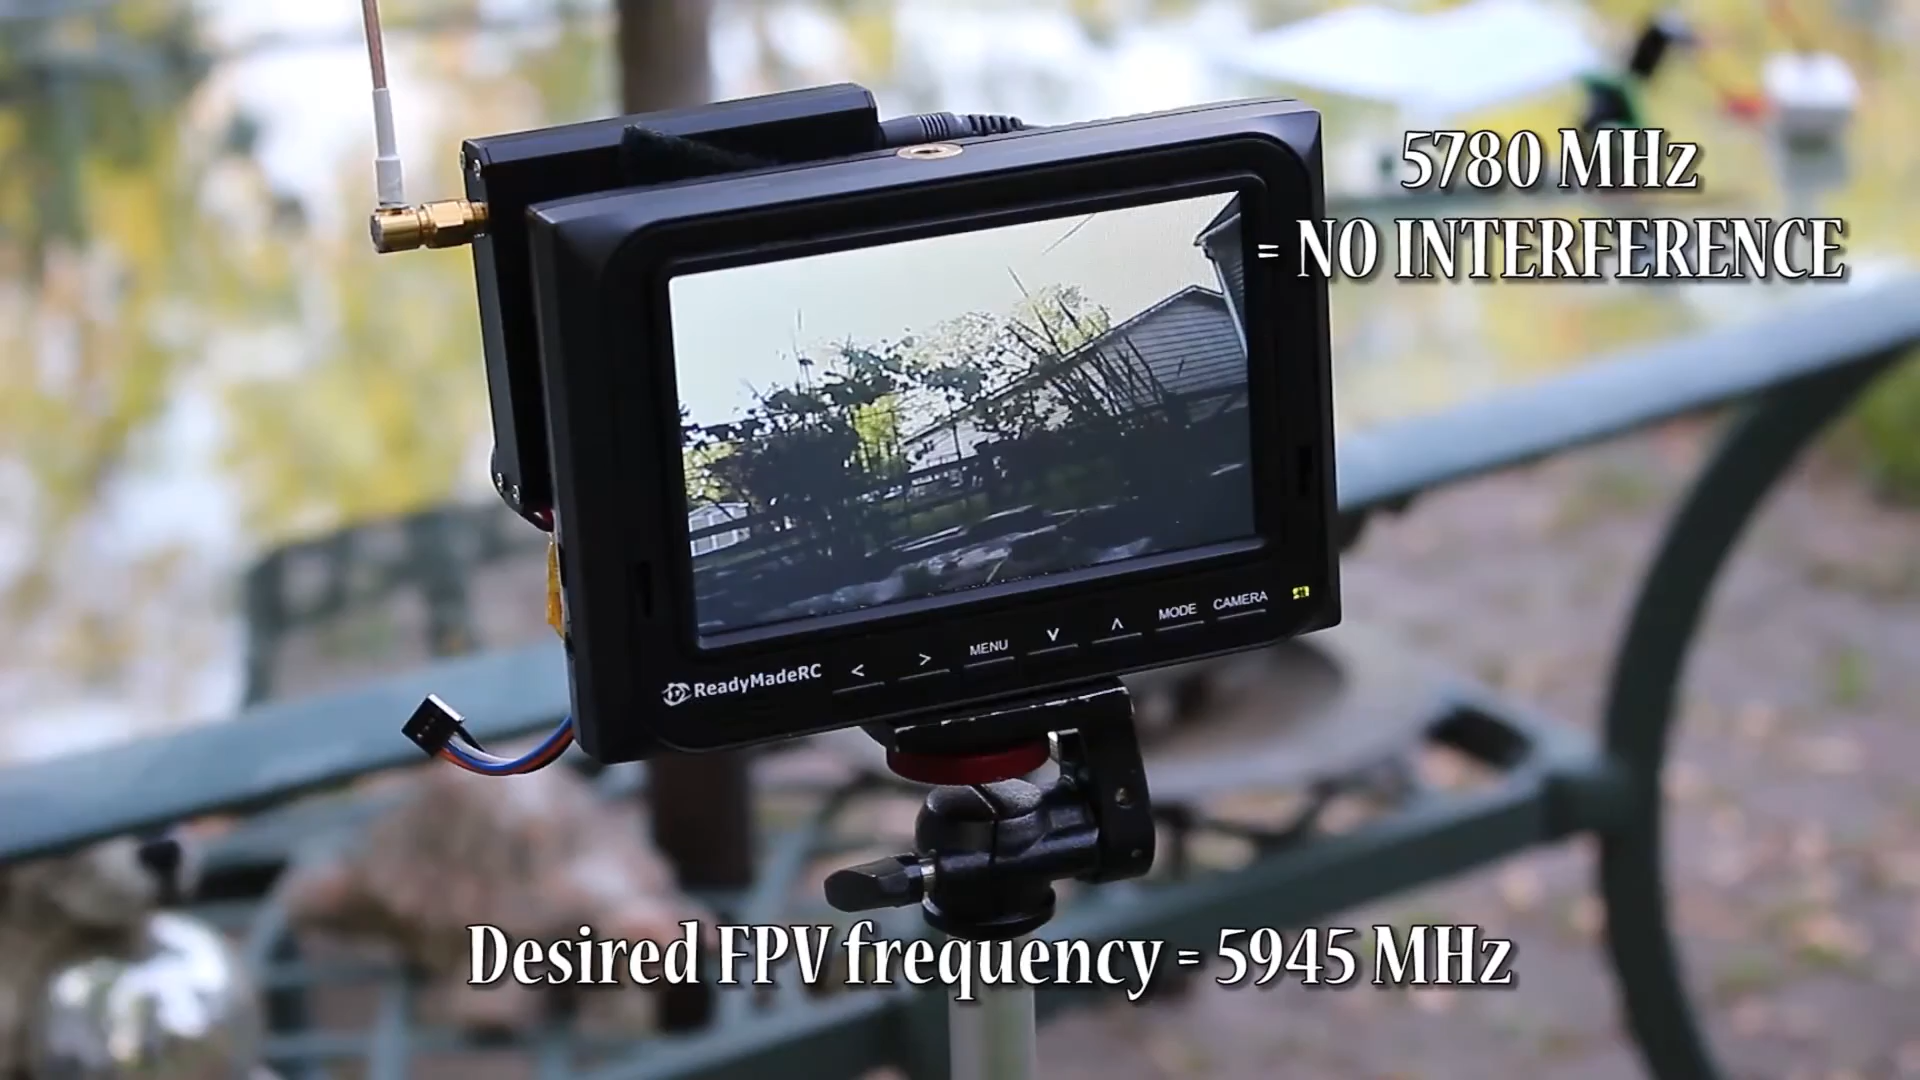 5780 MHz
= NO INTERFERENCE
ReadyMadeRC < > MENU ∨ ∧ MODE CAMERA
Desired FPV frequency = 5945 MHz